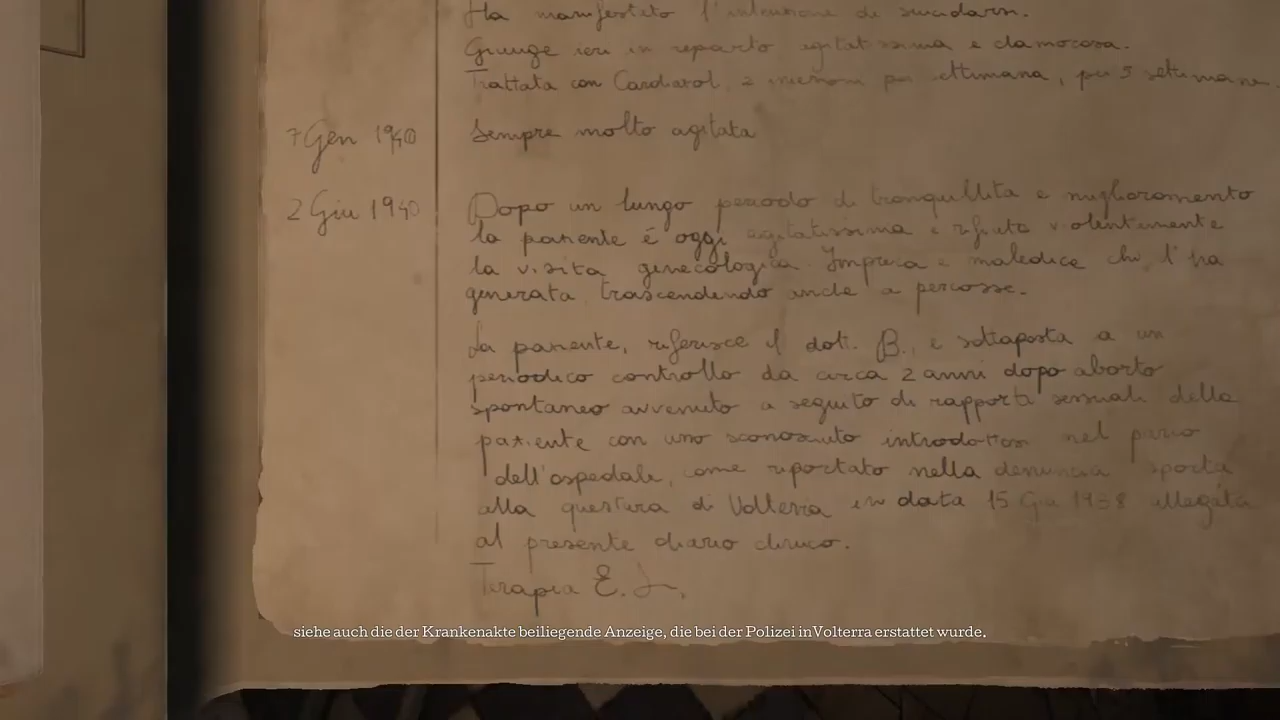 Ha manifestato l'intenzione di suicidarsi.
Giunge ieri in reparto agitatissima e clamorosa.
Trattata con Cardiazol, 2 iniezioni per settimana, per 5 settimane.
7 Gen 1940
Sempre molto agitata
2 Giu 1940
Dopo un lungo periodo di tranquillità e miglioramento
la paziente é oggi agitatissima e rifiuta violentemente
la visita ginecologica. Impreca e maledice chi l'ha
generata trascendendo anche a percosse.
La paziente, riferisce il dott. B., è sottoposta a un
periodico controllo da circa 2 anni dopo aborto
spontaneo avvenuto a seguito di rapporti sessuali della
paziente con uno sconosciuto introdottosi nel parco
dell'ospedale, come riportato nella denuncia sporta
alla questura di Volterra in data 15 Giu 1938 allegata
al presente diario clinico.
Terapia E.
siehe auch die der Krankenakte beiliegende Anzeige, die bei der Polizei in Volterra erstattet wurde.